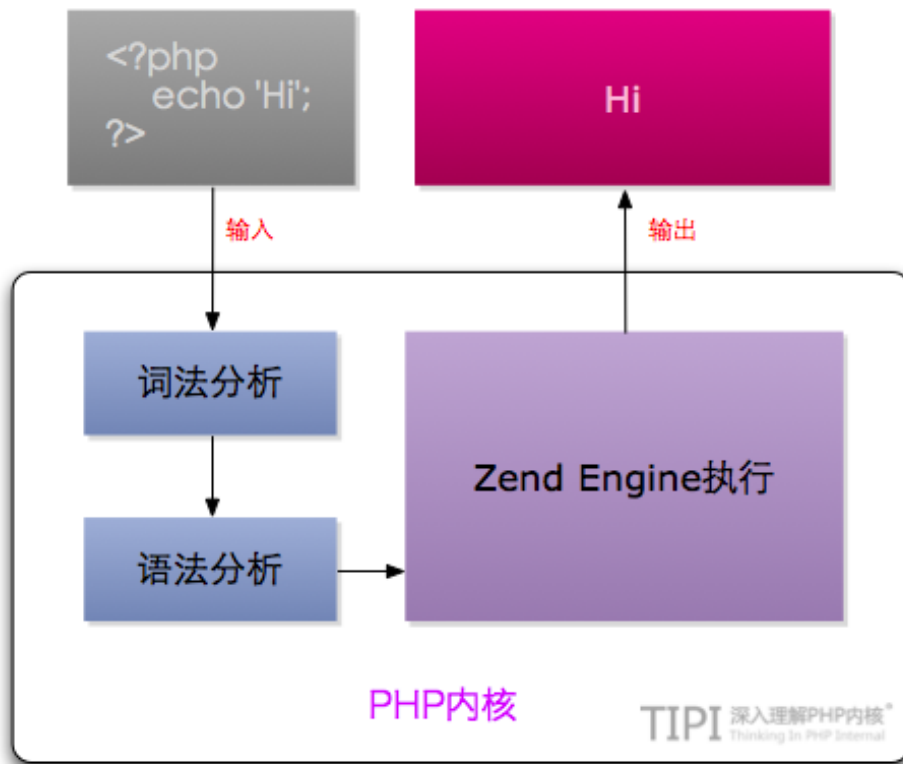 <?php
echo 'Hi';
?>
Hi
输入
输出
词法分析
Zend Engine执行
语法分析
PHP内核
TIPI 深入理解PHP内核
Thinking In PHP Internal